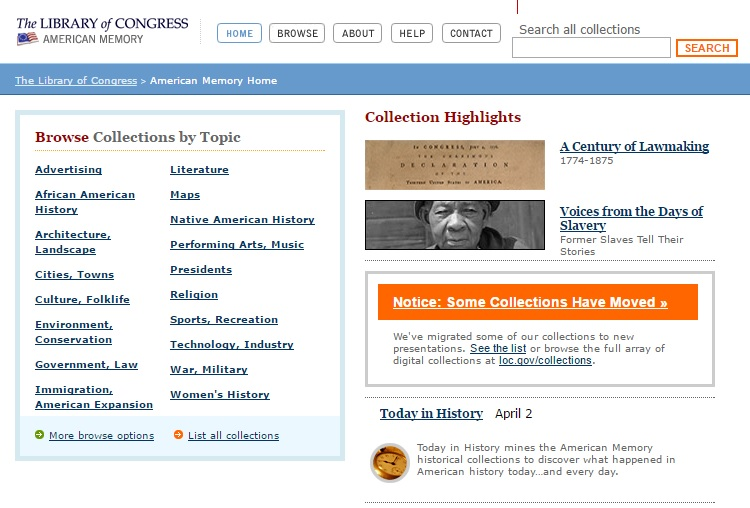 The LIBRARY of CONGRESS
AMERICAN MEMORY
HOME
BROWSE
ABOUT
HELP
CONTACT
Search all collections
SEARCH
The Library of Congress > American Memory Home
Browse Collections by Topic
Advertising
African American
History
Architecture,
Landscape
Cities, Towns
Culture, Folklife
Environment,
Conservation
Government, Law
Immigration,
American Expansion
Literature
Maps
Native American History
Performing Arts, Music
Presidents
Religion
Sports, Recreation
Technology, Industry
War, Military
Women's History
More browse options
List all collections
Collection Highlights
In CONGRESS, July 4, 1776.
DECLARATION
UNITED STATES of AMERICA
A Century of Lawmaking
1774-1875
Voices from the Days of
Slavery
Former Slaves Tell Their
Stories
Notice: Some Collections Have Moved »
We've migrated some of our collections to new
presentations. See the list or browse the full array of
digital collections at loc.gov/collections.
Today in History April 2
Today in History mines the American Memory
historical collections to discover what happened in
American history today...and every day.